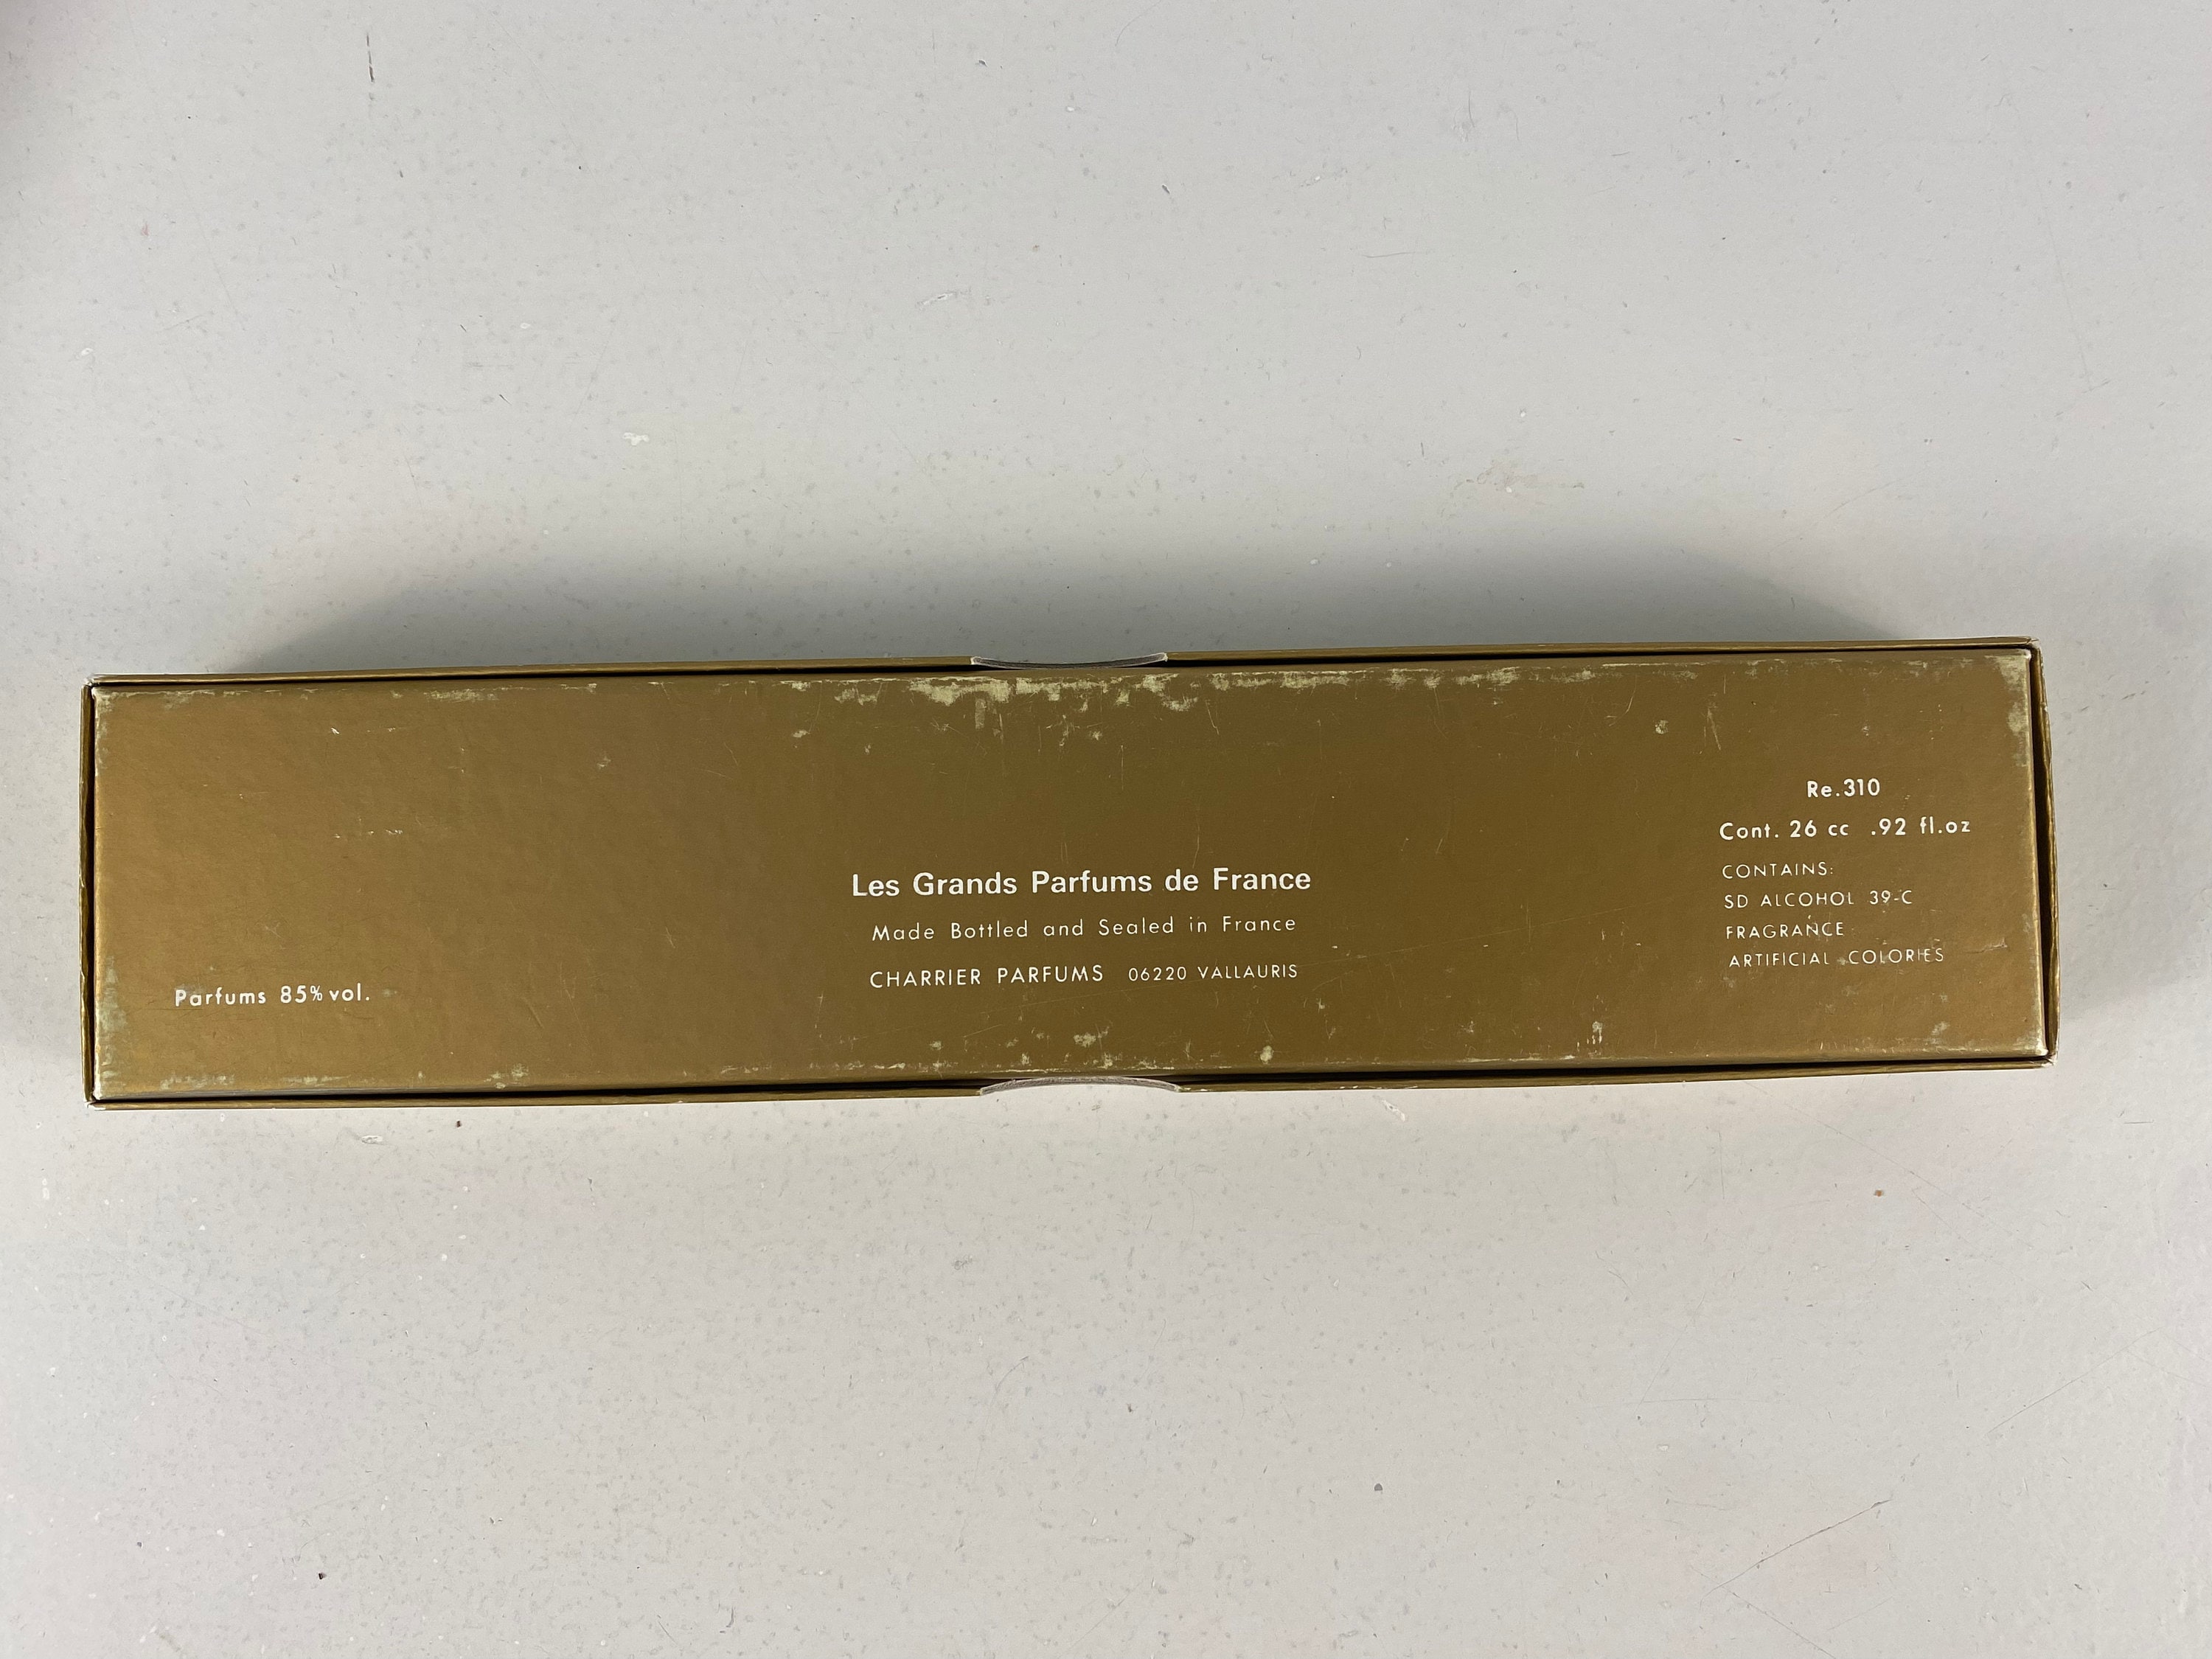 Re.310
Cont. 26 cc .92 fl.oz
CONTAINS:
SD ALCOHOL 39-C
FRAGRANCE
ARTIFICIAL COLORIES
Les Grands Parfums de France
Made Bottled and Sealed in France
CHARRIER PARFUMS 06220 VALLAURIS
Parfums 85% vol.